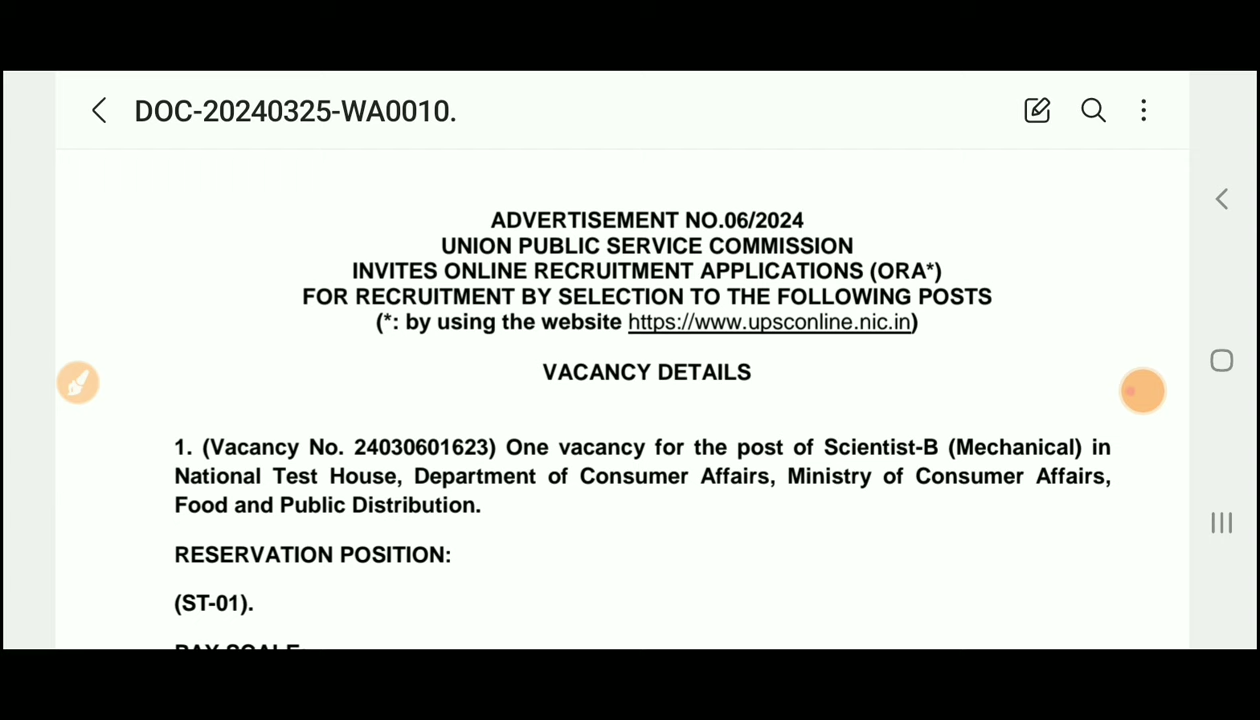 DOC-20240325-WA0010.
ADVERTISEMENT NO.06/2024
UNION PUBLIC SERVICE COMMISSION
INVITES ONLINE RECRUITMENT APPLICATIONS (ORA*)
FOR RECRUITMENT BY SELECTION TO THE FOLLOWING POSTS
(*: by using the website https://www.upsconline.nic.in)
VACANCY DETAILS
1. (Vacancy No. 24030601623) One vacancy for the post of Scientist-B (Mechanical) in
National Test House, Department of Consumer Affairs, Ministry of Consumer Affairs,
Food and Public Distribution.
RESERVATION POSITION:
(ST-01).
PAY SCALE